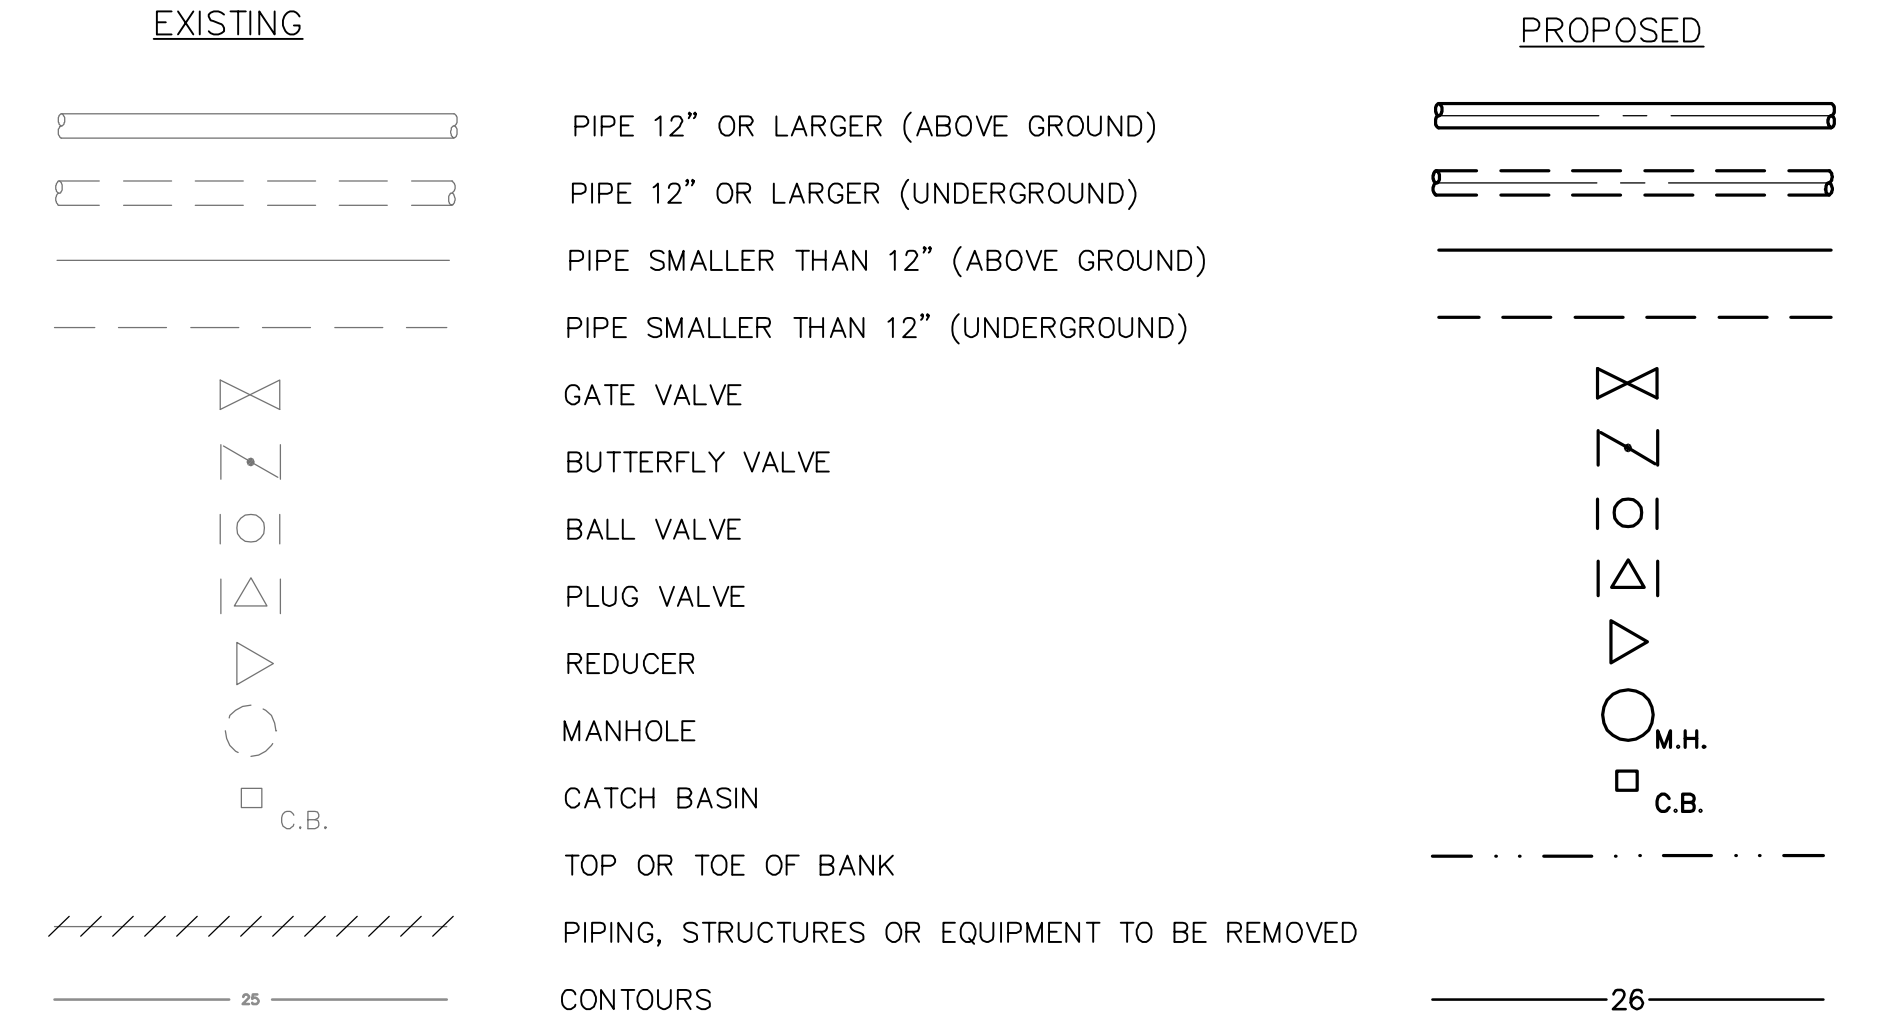 EXISTING
PROPOSED
PIPE 12” OR LARGER (ABOVE GROUND)
PIPE 12” OR LARGER (UNDERGROUND)
PIPE SMALLER THAN 12” (ABOVE GROUND)
PIPE SMALLER THAN 12” (UNDERGROUND)
GATE VALVE
BUTTERFLY VALVE
BALL VALVE
PLUG VALVE
REDUCER
MANHOLE
M.H.
CATCH BASIN
C.B.
C.B.
TOP OR TOE OF BANK
PIPING, STRUCTURES OR EQUIPMENT TO BE REMOVED
25
CONTOURS
26